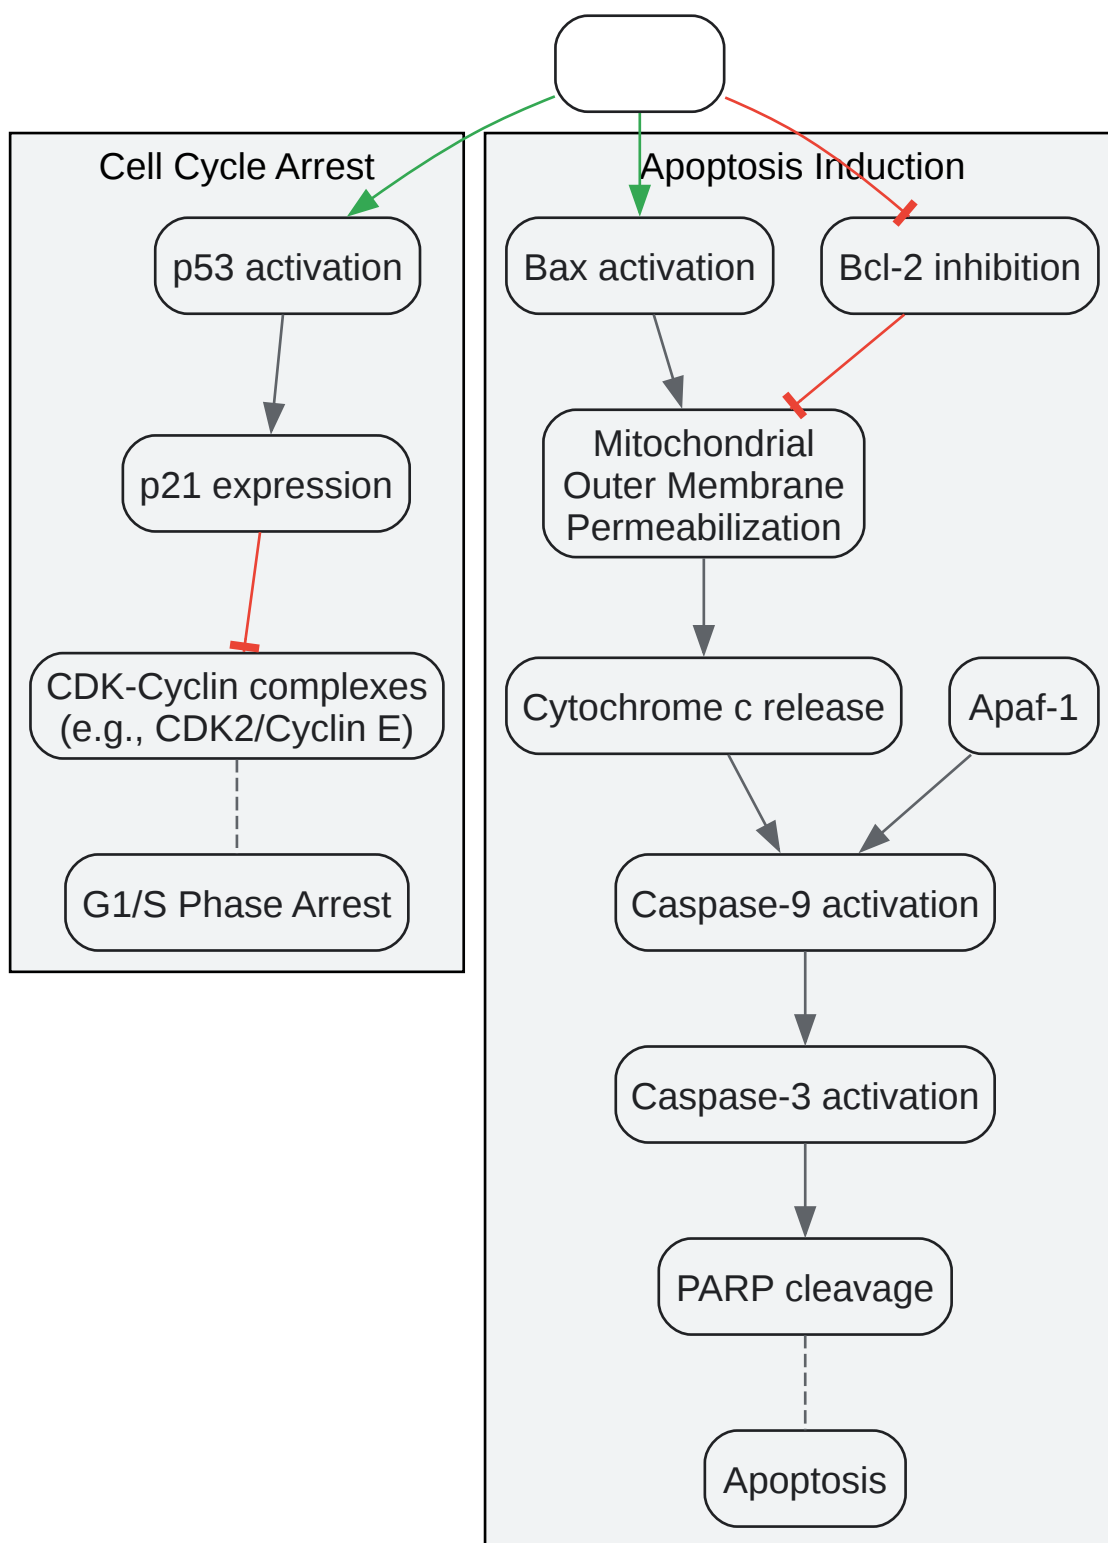 Cell Cycle Arrest
p53 activation
p21 expression
CDK-Cyclin complexes
(e.g., CDK2/Cyclin E)
G1/S Phase Arrest
Apoptosis Induction
Bax activation
Bcl-2 inhibition
Mitochondrial
Outer Membrane
Permeabilization
Cytochrome c release
Apaf-1
Caspase-9 activation
Caspase-3 activation
PARP cleavage
Apoptosis